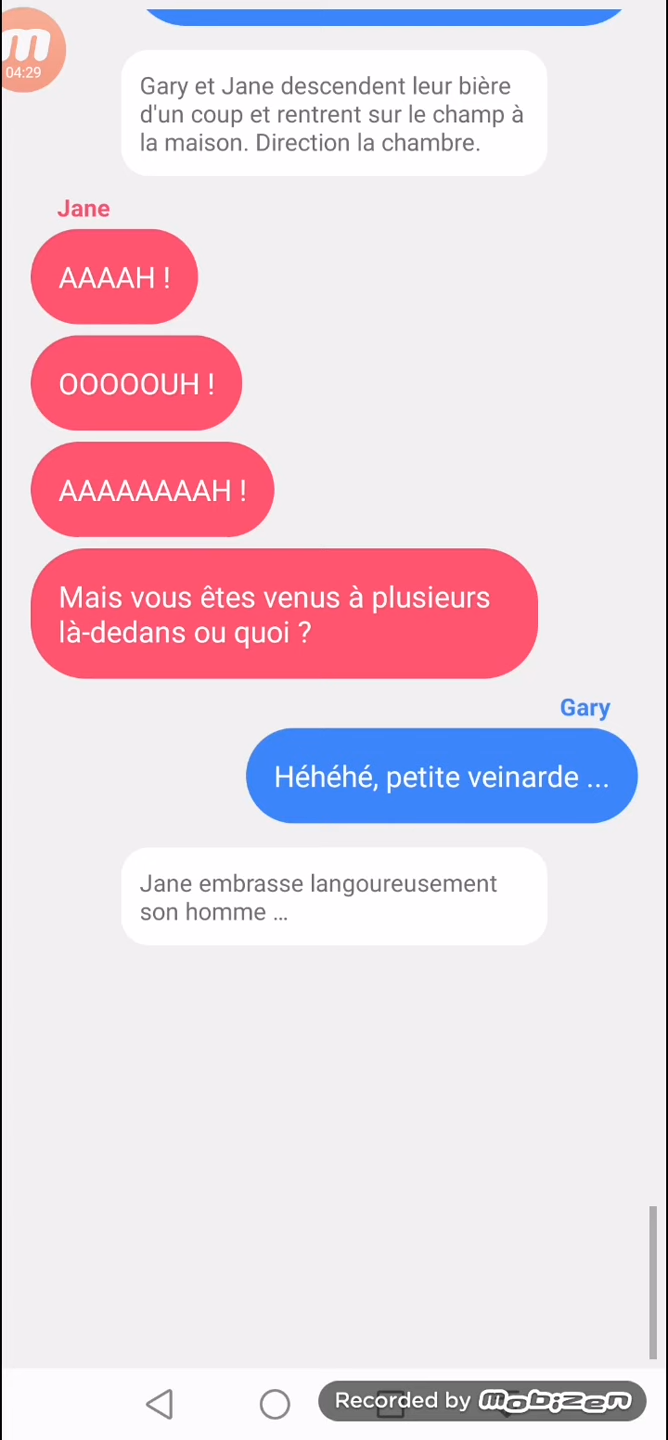 m
04:29
Gary et Jane descendent leur bière
d'un coup et rentrent sur le champ à
la maison. Direction la chambre.
Jane
AAAAH !
OOOOOUH !
AAAAAAAAH !
Mais vous êtes venus à plusieurs
là-dedans ou quoi ?
Gary
Héhéhé, petite veinarde ...
Jane embrasse langoureusement
son homme ...
Recorded by mobizen